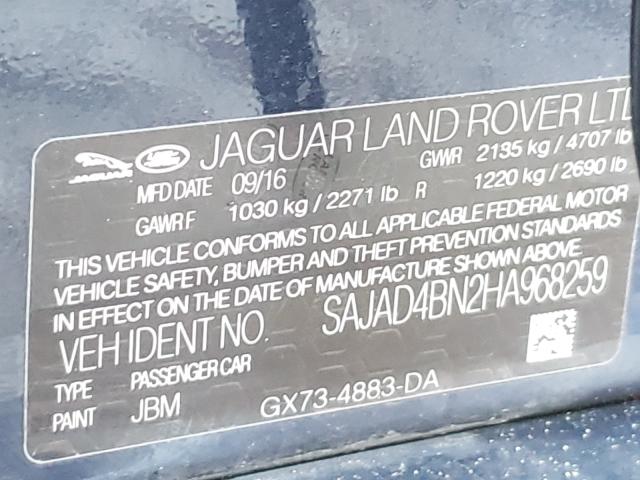 JAGUAR JAGUAR LAND ROVER LTD
MFD DATE 09/16 GVWR 2135 kg / 4707 lb
GAWR F 1030 kg / 2271 lb R 1220 kg / 2690 lb
THIS VEHICLE CONFORMS TO ALL APPLICABLE FEDERAL MOTOR
VEHICLE SAFETY, BUMPER AND THEFT PREVENTION STANDARDS
IN EFFECT ON THE DATE OF MANUFACTURE SHOWN ABOVE
VEH IDENT NO. SAJAD4BN2HA968259
TYPE PASSENGER CAR
PAINT JBM GX73-4883-DA